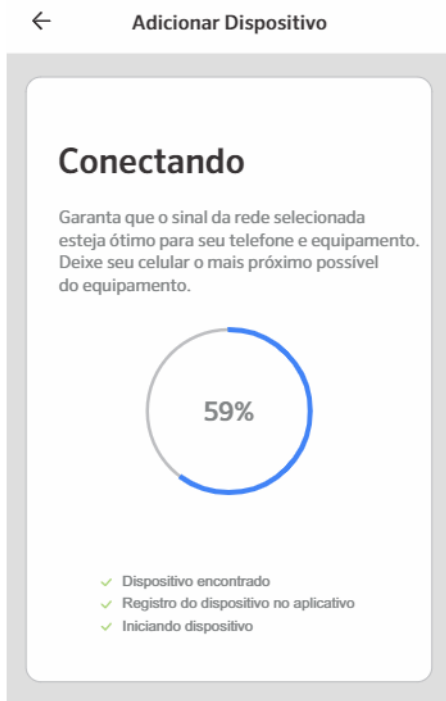 Adicionar Dispositivo
Conectando
Garanta que o sinal da rede selecionada
esteja ótimo para seu telefone e equipamento.
Deixe seu celular o mais próximo possível
do equipamento.
59%
Dispositivo encontrado
Registro do dispositivo no aplicativo
Iniciando dispositivo